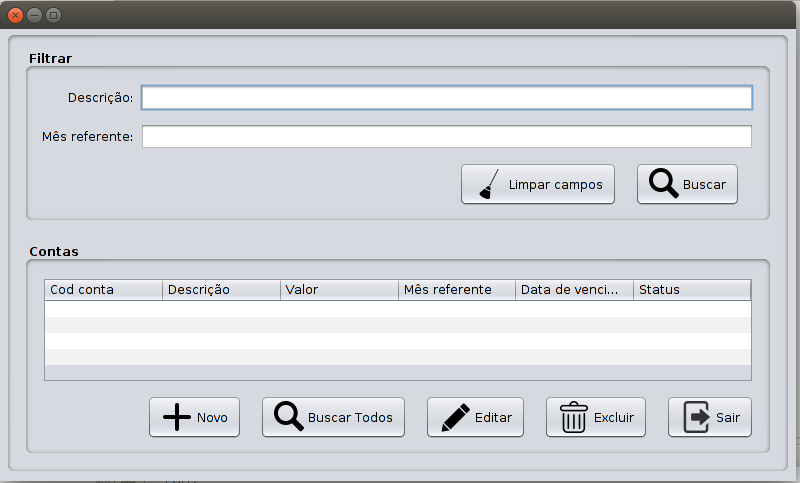 Filtrar
Descrição:
Mês referente:
Limpar campos Buscar
Contas
Cod conta Descrição Valor Mês referente Data de venci... Status
Novo Buscar Todos Editar Excluir Sair